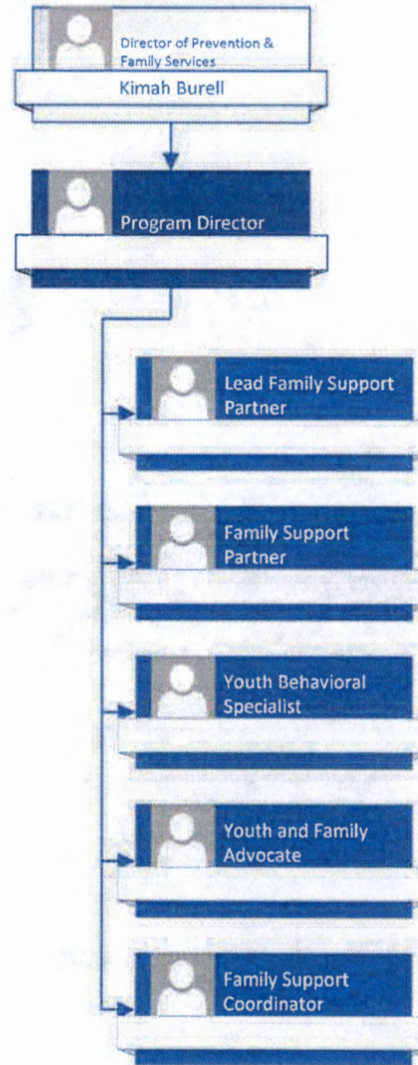 Director of Prevention &
Family Services
Kimah Burell
Program Director
Lead Family Support
Partner
Family Support
Partner
Youth Behavioral
Specialist
Youth and Family
Advocate
Family Support
Coordinator